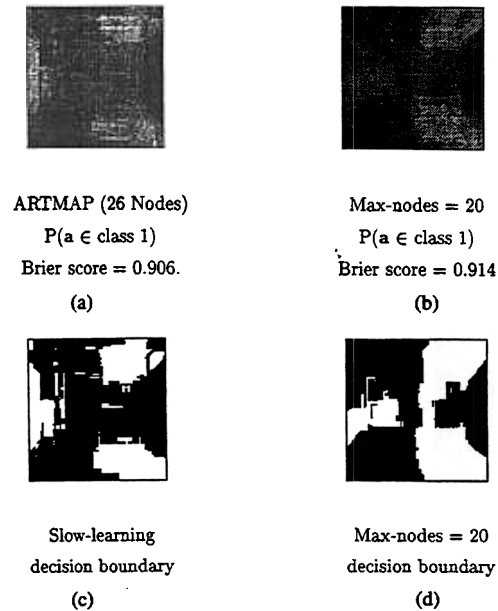 ARTMAP (26 Nodes)
P(a ∈ class 1)
Brier score = 0.906.
(a)
Max-nodes = 20
P(a ∈ class 1)
Brier score = 0.914
(b)
Slow-learning
decision boundary
(c)
Max-nodes = 20
decision boundary
(d)